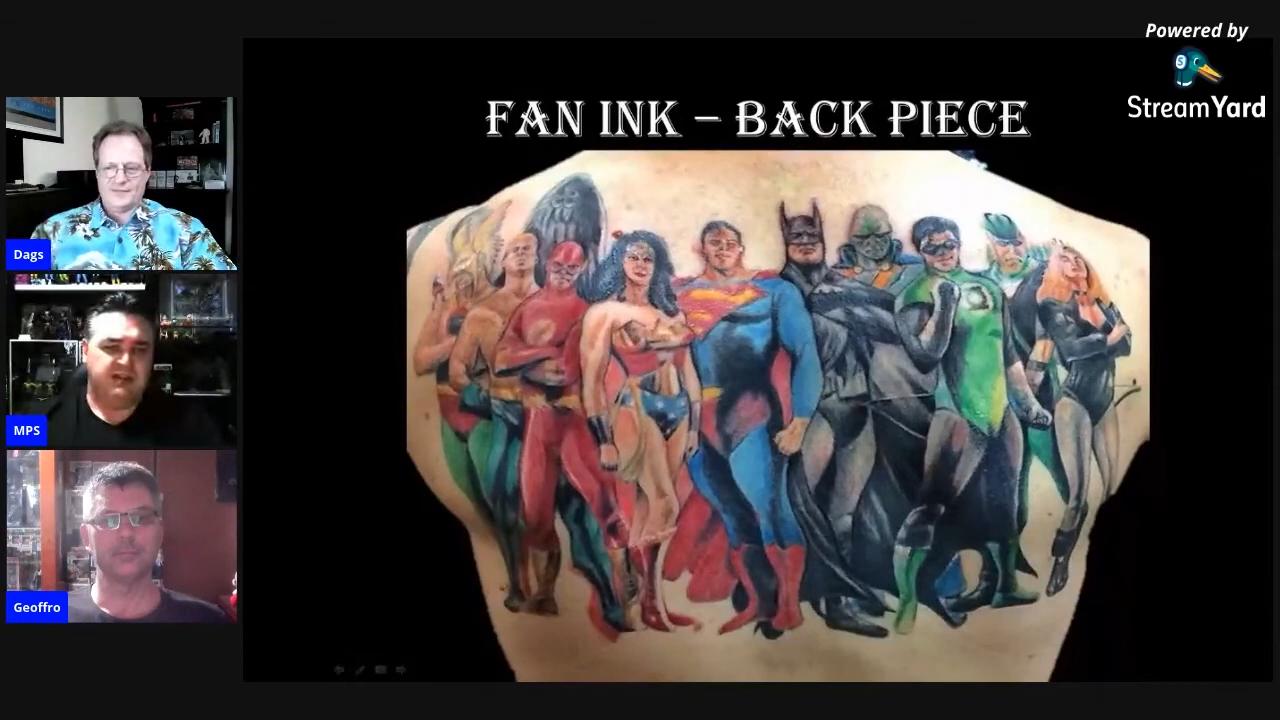 Powered by
StreamYard
FAN INK – BACK PIECE
Dags
MPS
Geoffro